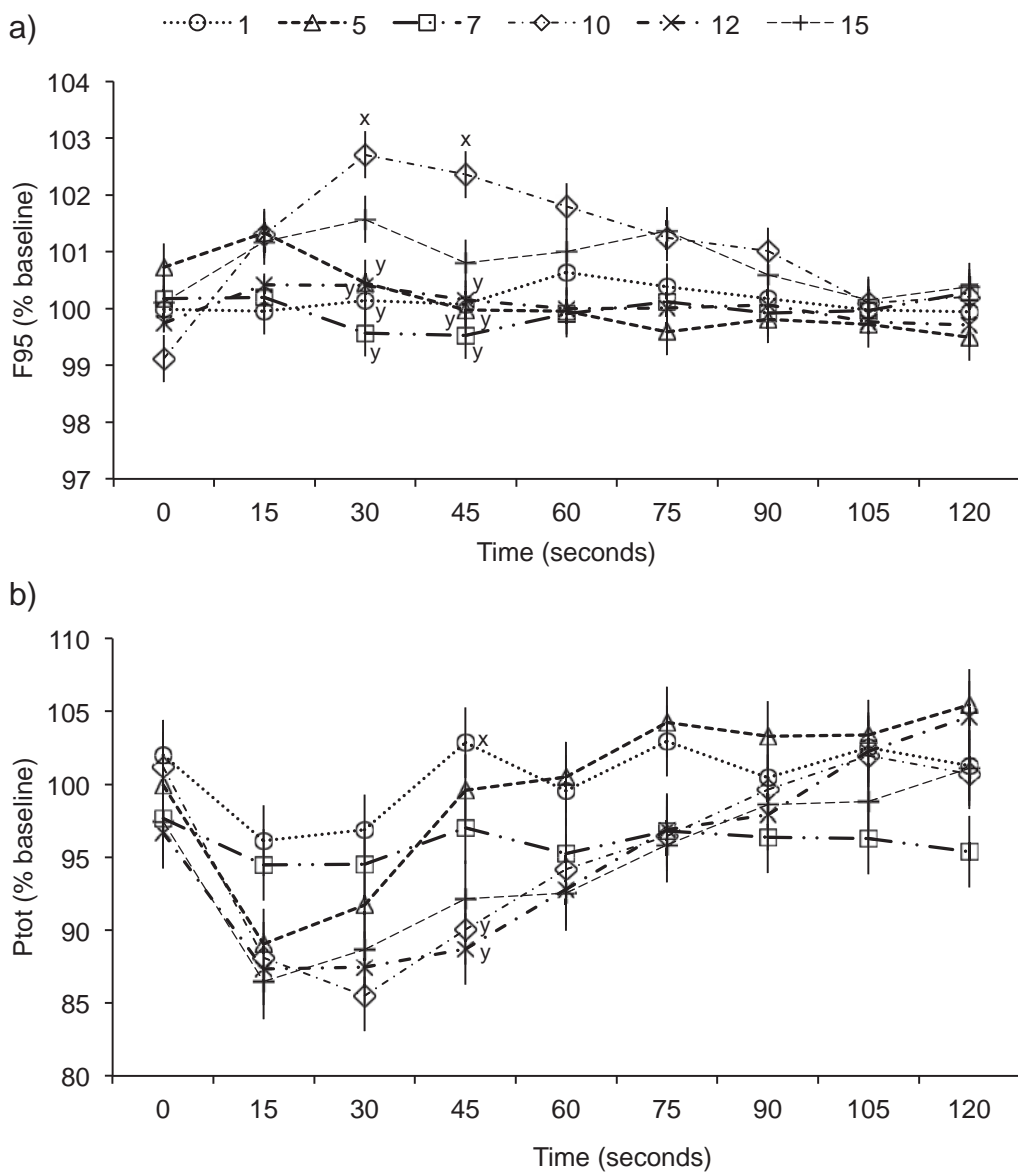 a)
1 5 7 10 12 15
104
103
102
101
100
99
98
97
F95 (% baseline)
x x
y y
y y
y y y
y y
0 15 30 45 60 75 90 105 120
Time (seconds)
b)
110
105
100
95
90
85
80
Ptot (% baseline)
x
y
y
0 15 30 45 60 75 90 105 120
Time (seconds)